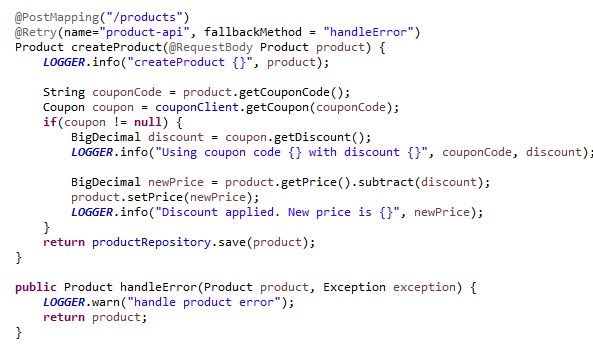 @PostMapping("/products")
@Retry(name="product-api", fallbackMethod = "handleError")
Product createProduct(@RequestBody Product product) {
    LOGGER.info("createProduct {}", product);

    String couponCode = product.getCouponCode();
    Coupon coupon = couponClient.getCoupon(couponCode);
    if(coupon != null) {
        BigDecimal discount = coupon.getDiscount();
        LOGGER.info("Using coupon code {} with discount {}", couponCode, discount);

        BigDecimal newPrice = product.getPrice().subtract(discount);
        product.setPrice(newPrice);
        LOGGER.info("Discount applied. New price is {}", newPrice);
    }
    return productRepository.save(product);
}

public Product handleError(Product product, Exception exception) {
    LOGGER.warn("handle product error");
    return product;
}